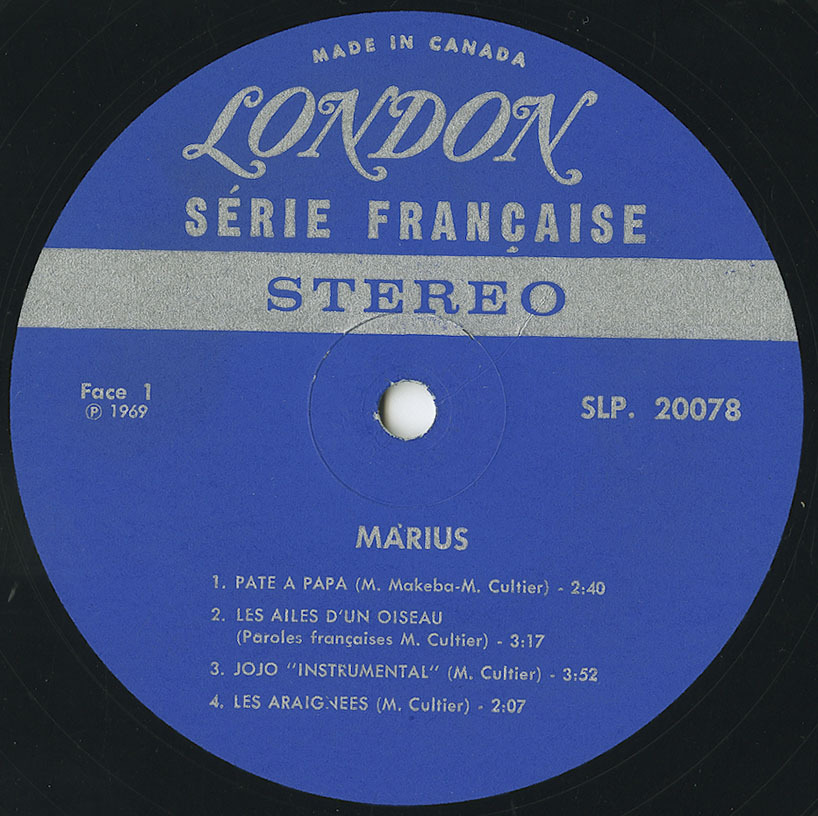 MADE IN CANADA
LONDON
SÉRIE FRANÇAISE
STEREO
Face 1
Ⓟ 1969
SLP. 20078
MARIUS
1. PATE A PAPA (M. Makeba-M. Cultier) - 2:40
2. LES AILES D'UN OISEAU
(Paroles françaises M. Cultier) - 3:17
3. JOJO "INSTRUMENTAL" (M. Cultier) - 3:52
4. LES ARAIGNEES (M. Cultier) - 2:07